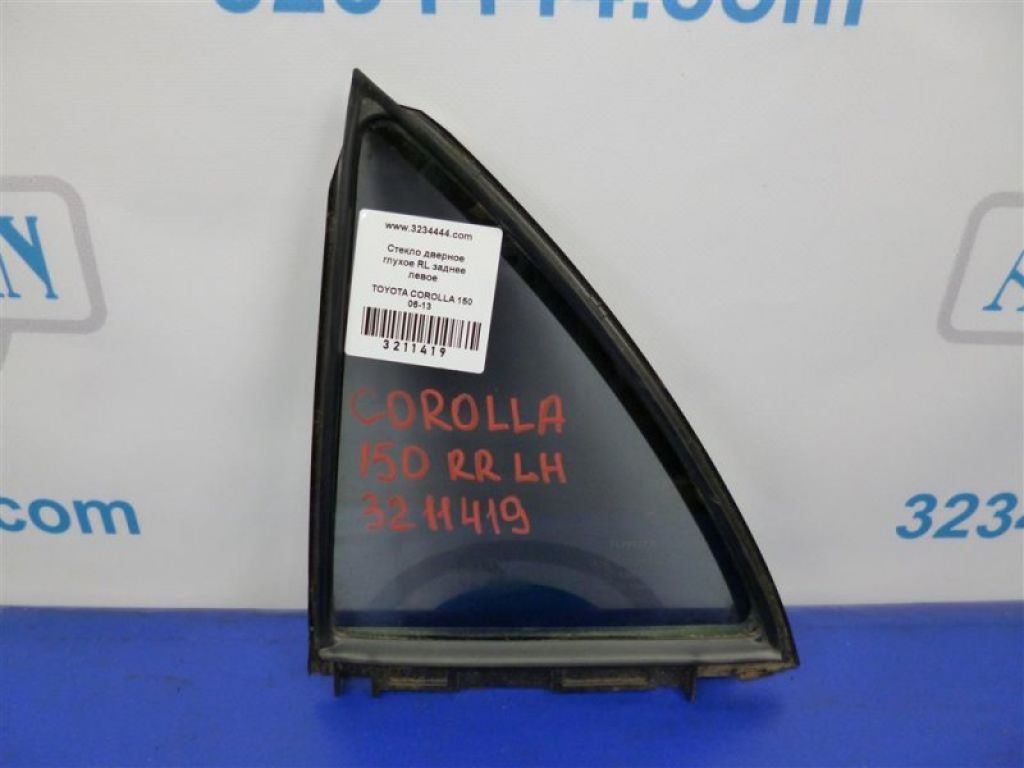 3234444.com
www.3234444.com
Стекло дверное
глухое RL заднее
левое
TOYOTA COROLLA 150
06-13
3211419
COROLLA
150 RR LH
3211419